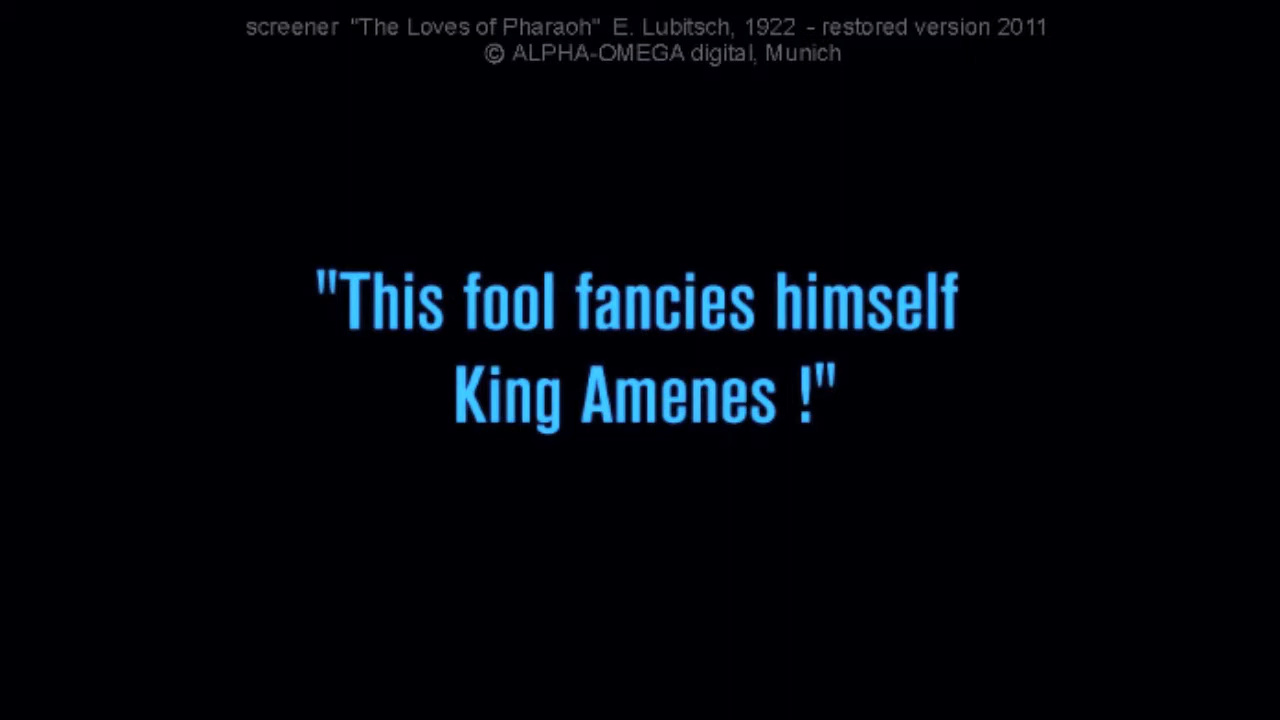 screener "The Loves of Pharaoh" E. Lubitsch, 1922 - restored version 2011
© ALPHA-OMEGA digital, Munich
"This fool fancies himself
King Amenes !"